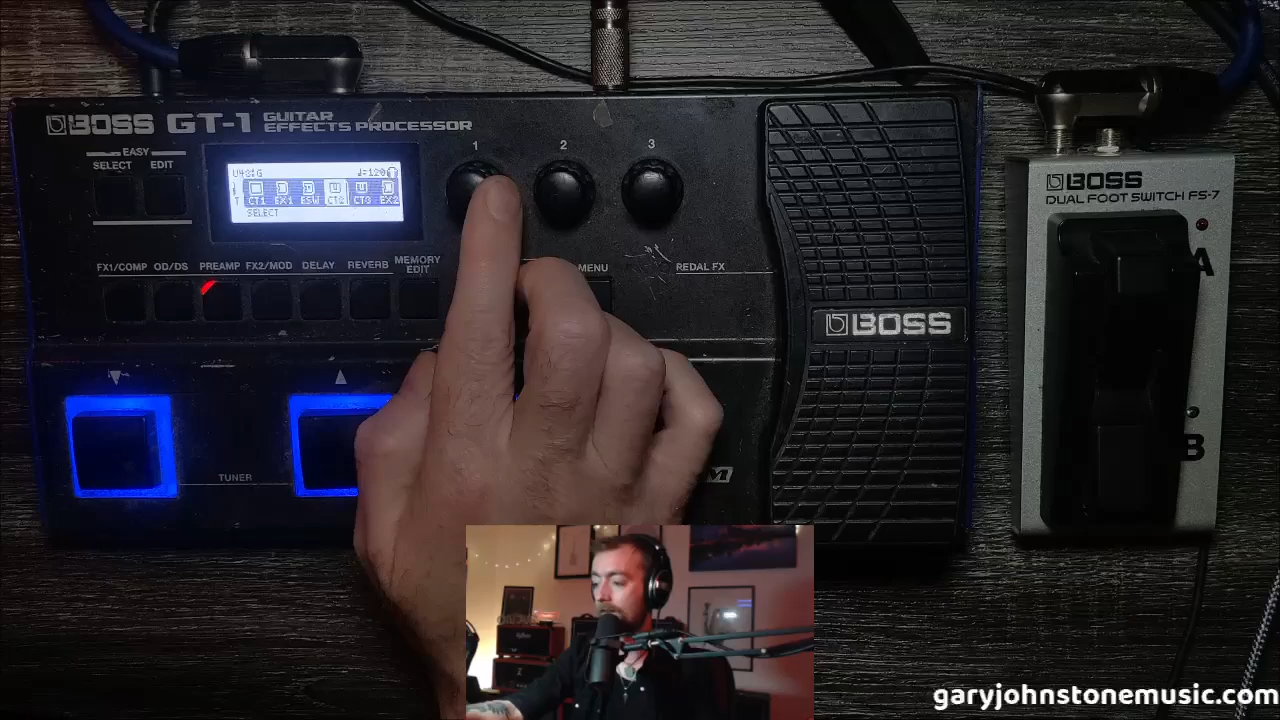 BOSS GT-1 GUITAR
EFFECTS PROCESSOR
EASY
SELECT EDIT
U48:G ♩=120
CT1 EX1 ESW CT2 CT3 EX2
SELECT
1 2 3
FX1/COMP OD/DS PREAMP FX2/MOD DELAY REVERB MEMORY
EDIT
MENU
PEDAL FX
BOSS
TUNER
M
BOSS
DUAL FOOT SWITCH FS-7
A
B
garyjohnstonemusic.com